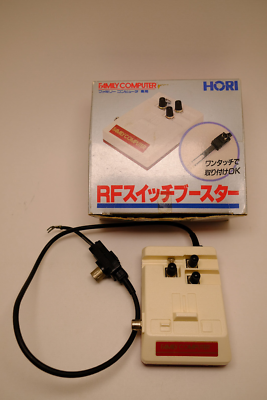 FAMILY COMPUTER
ファミリー コンピュータ 専用
HORI
FAMILY COMPUTER
ワンタッチで
取り付けOK
RFスイッチブースター